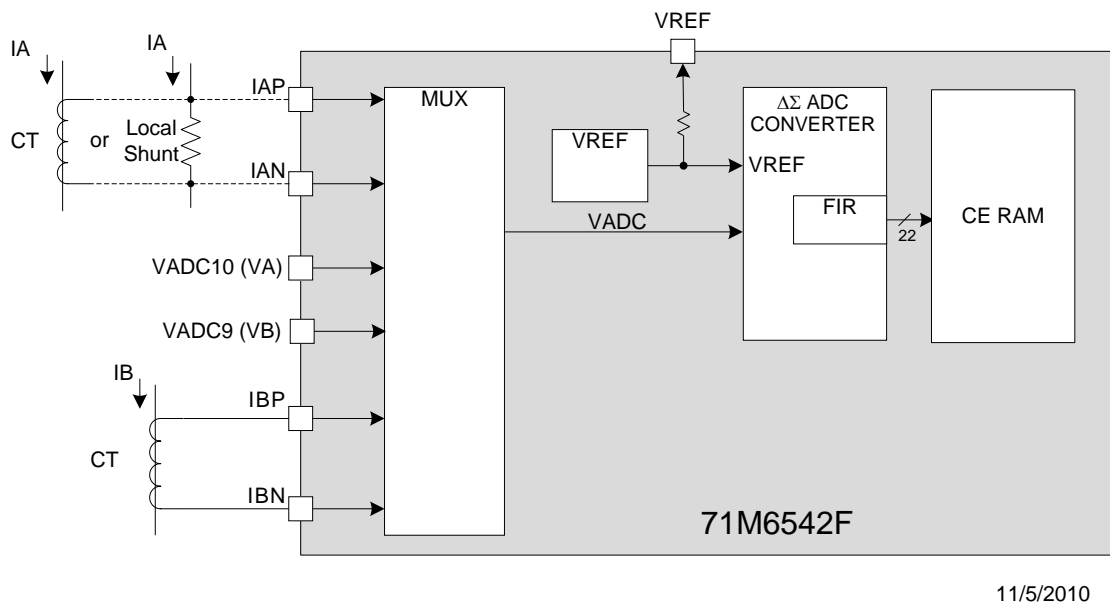 VREF
IA
IA
IAP
MUX
ΔΣ ADC
CONVERTER
CT
or
Local
Shunt
VREF
VREF
IAN
FIR
CE RAM
VADC
22
VADC10 (VA)
VADC9 (VB)
IB
IBP
CT
IBN
71M6542F
11/5/2010